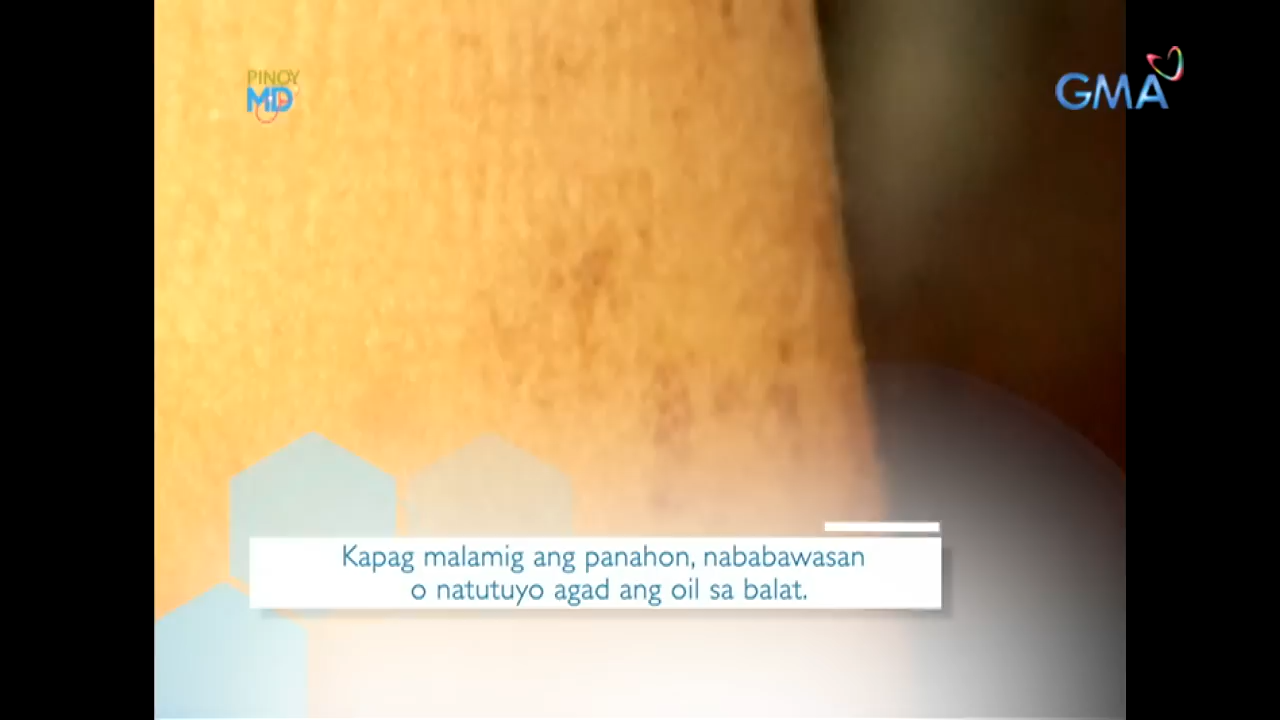 PINOY
MD
GMA
Kapag malamig ang panahon, nababawasan
o natutuyo agad ang oil sa balat.